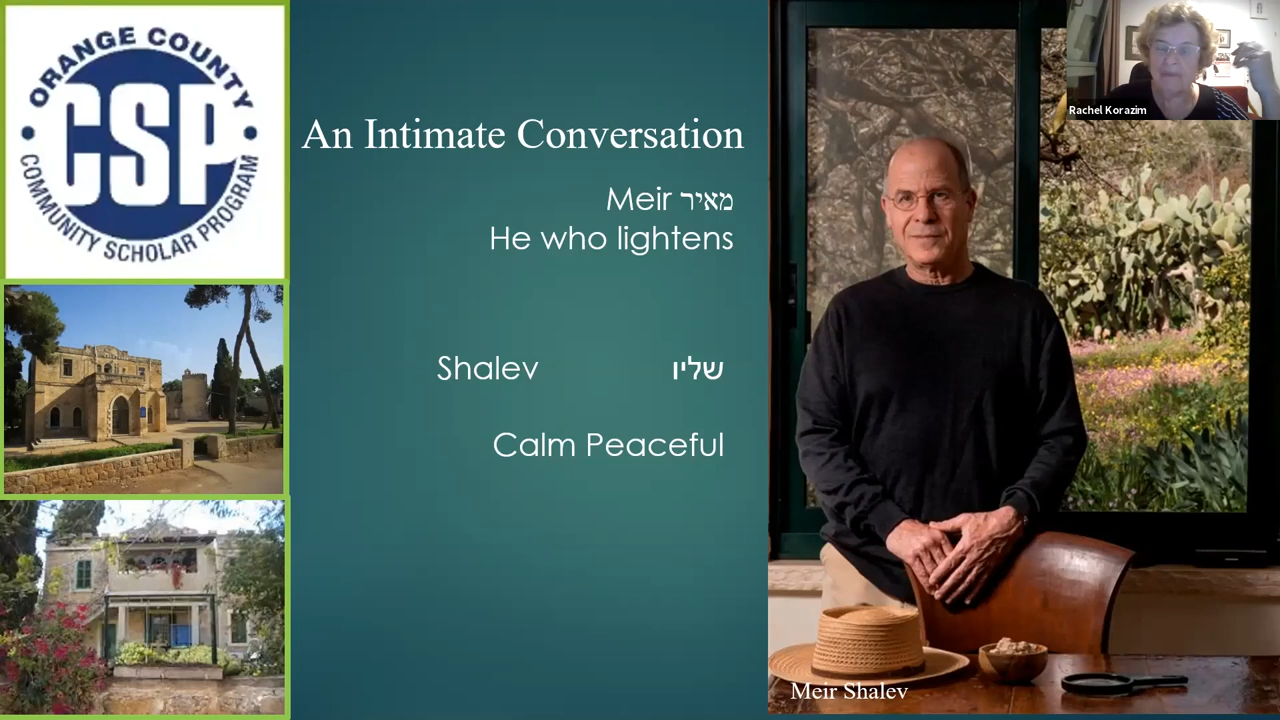 ORANGE COUNTY
CSP
COMMUNITY SCHOLAR PROGRAM
An Intimate Conversation
Meir מאיר
He who lightens
Shalev שליו
Calm Peaceful
Rachel Korazim
Meir Shalev